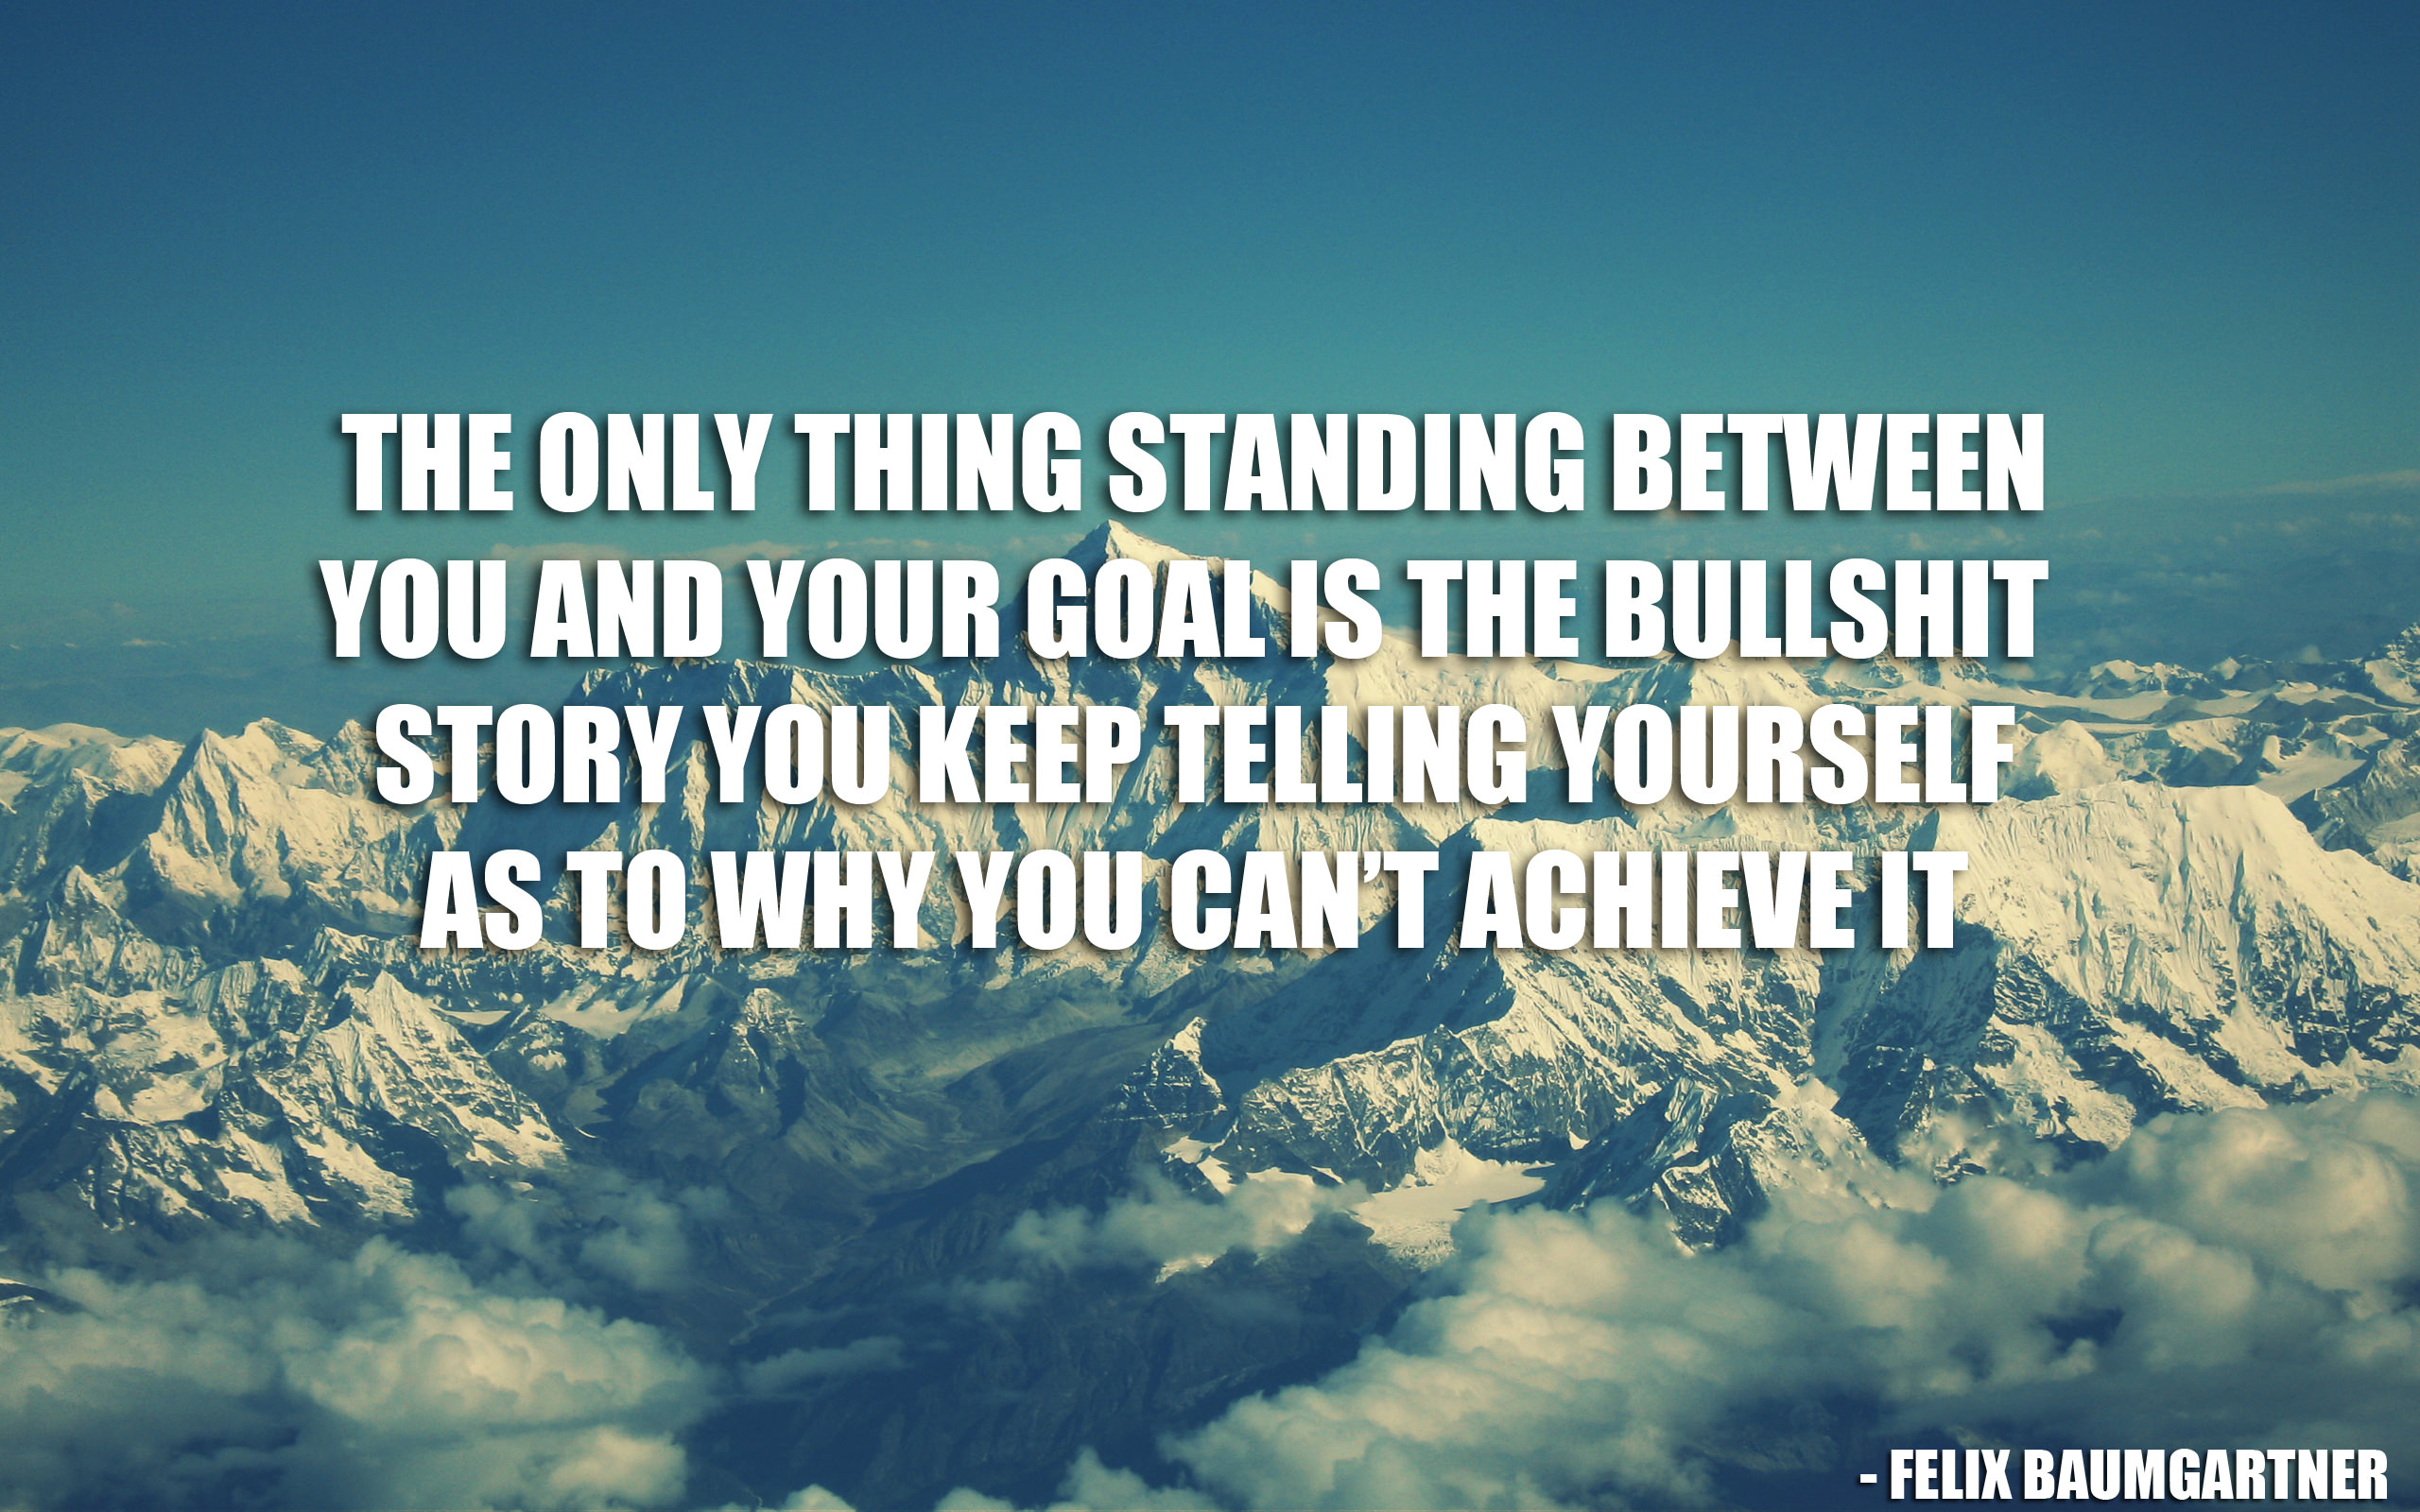 THE ONLY THING STANDING BETWEEN
YOU AND YOUR GOAL IS THE BULLSHIT
STORY YOU KEEP TELLING YOURSELF
AS TO WHY YOU CAN’T ACHIEVE IT
- FELIX BAUMGARTNER